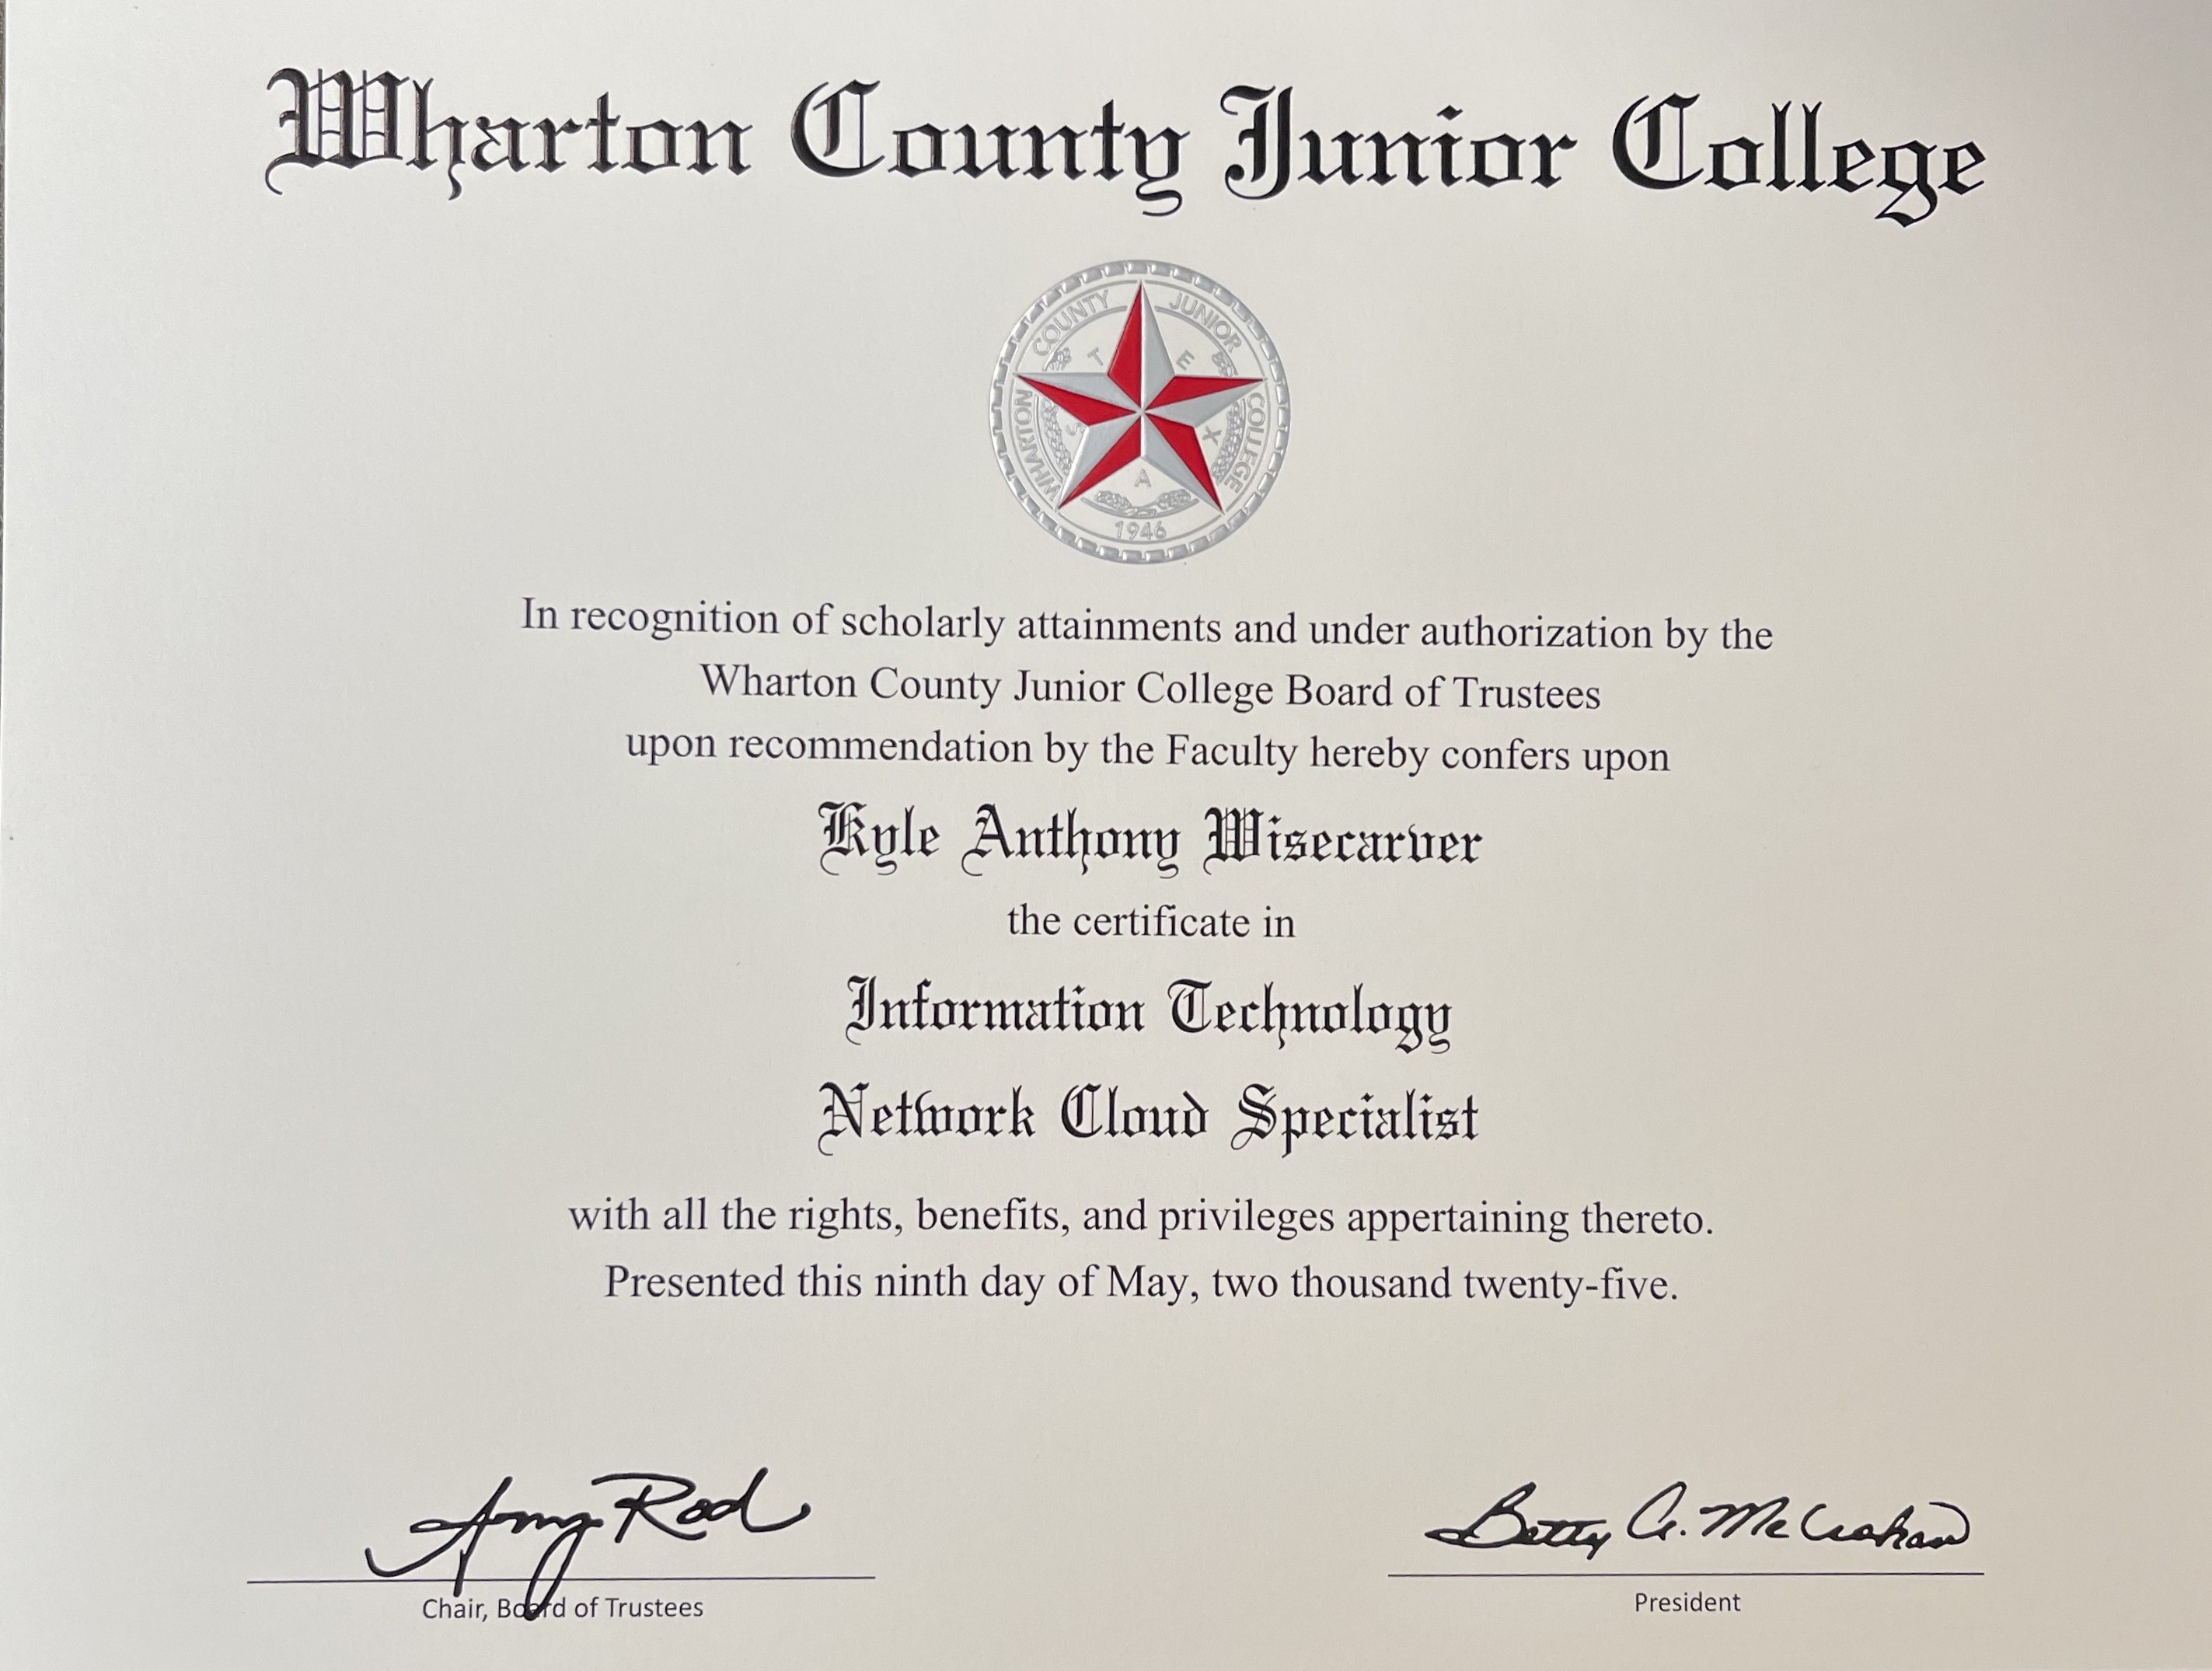 Wharton County Junior College
WHARTON COUNTY JUNIOR COLLEGE
TEXAS
1946
In recognition of scholarly attainments and under authorization by the
Wharton County Junior College Board of Trustees
upon recommendation by the Faculty hereby confers upon
Kyle Anthony Wisecarver
the certificate in
Information Technology
Network Cloud Specialist
with all the rights, benefits, and privileges appertaining thereto.
Presented this ninth day of May, two thousand twenty-five.
Amy Rod
Betty A. McCrohan
Chair, Board of Trustees
President